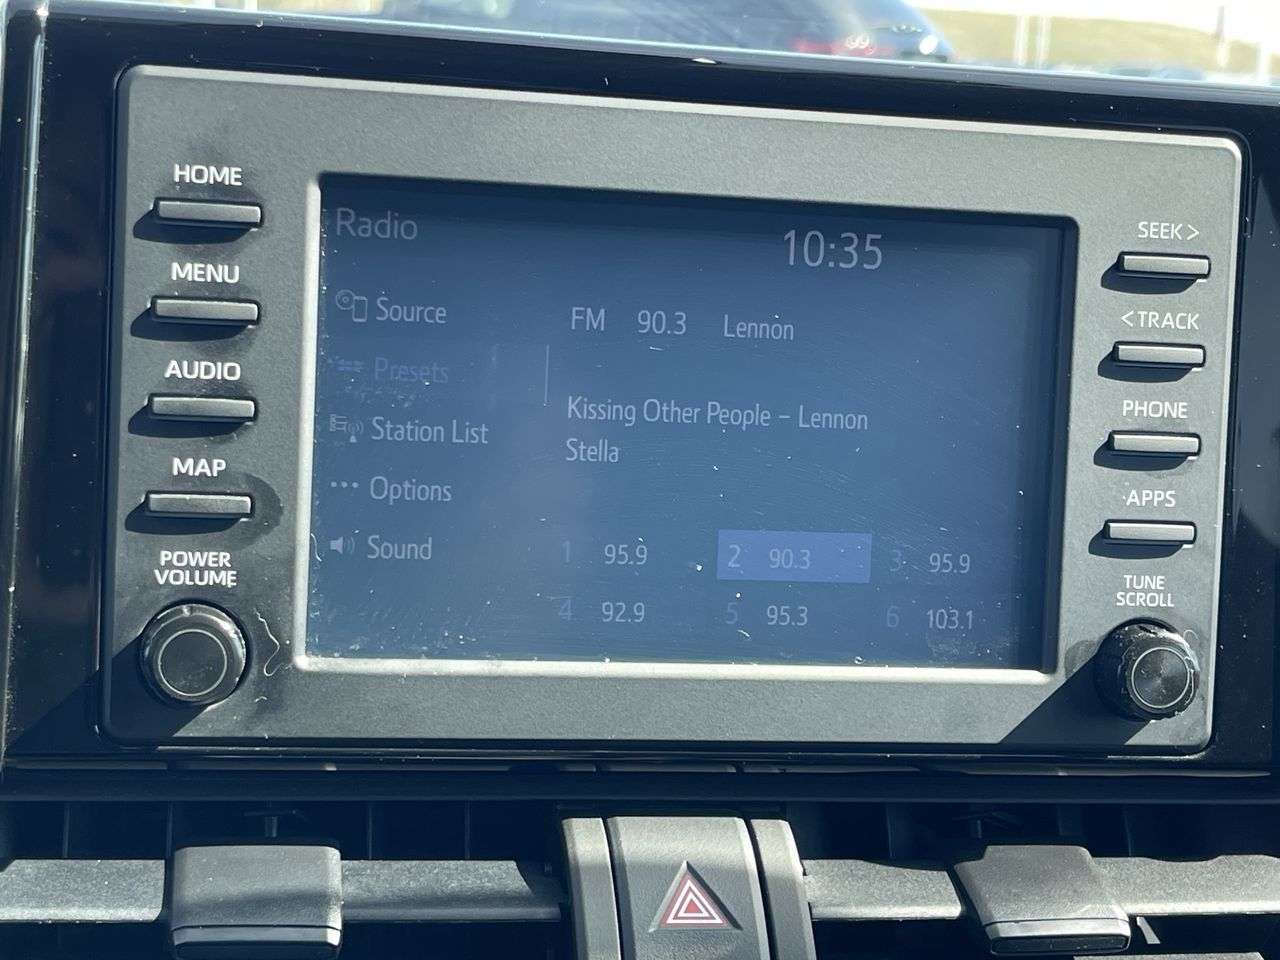 HOME
MENU
AUDIO
MAP
POWER
VOLUME
Radio
10:35
Source
Presets
Station List
Options
Sound
FM 90.3 Lennon
Kissing Other People – Lennon
Stella
1 95.9 2 90.3 3 95.9
4 92.9 5 95.3 6 103.1
SEEK >
< TRACK
PHONE
APPS
TUNE
SCROLL